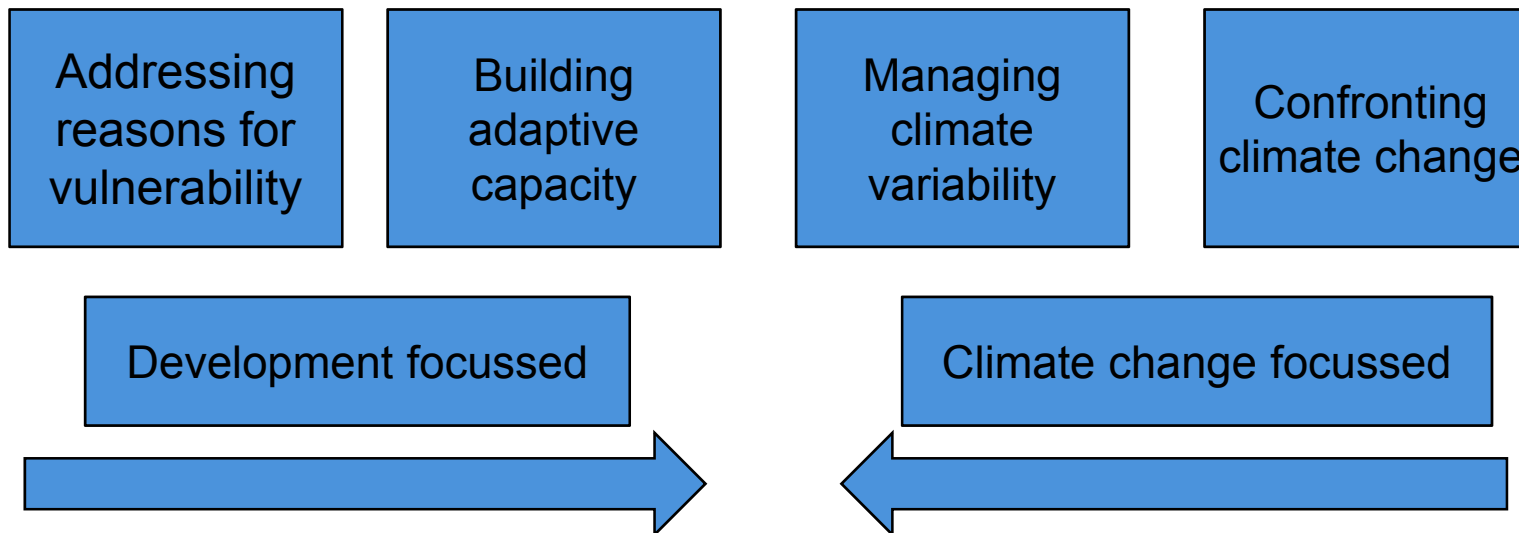 Addressing
reasons for
vulnerability
Building
adaptive
capacity
Managing
climate
variability
Confronting
climate change
Development focussed
Climate change focussed